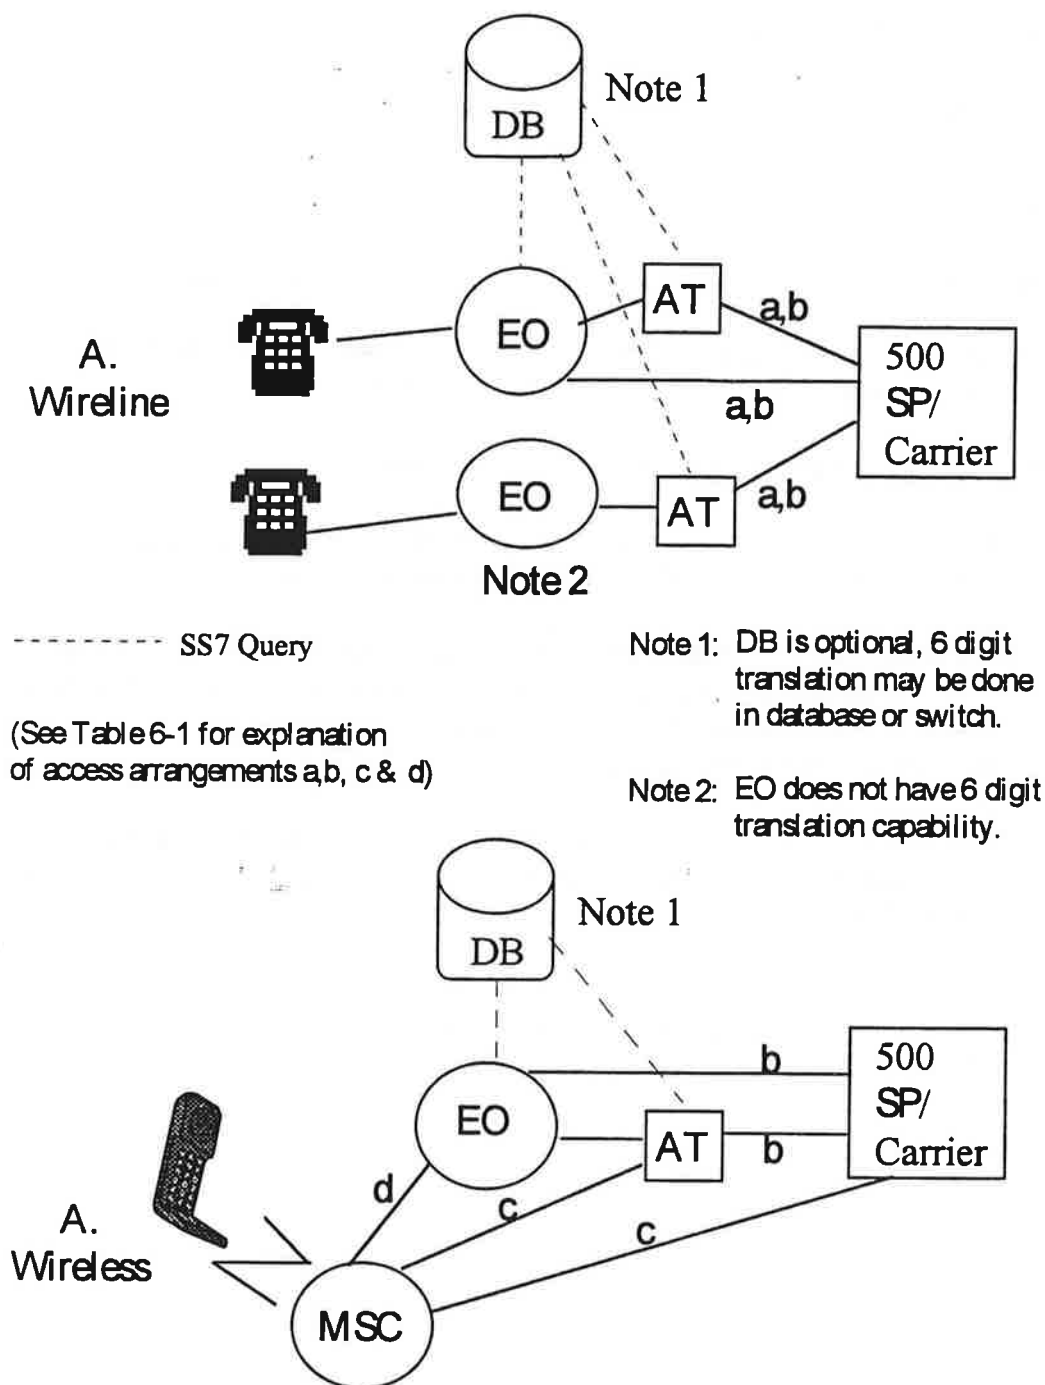 DB
Note 1
AT
a,b
EO
A.
Wireline
a,b
500
SP/
Carrier
EO
AT
a,b
Note 2
SS7 Query
(See Table 6-1 for explanation
of access arrangements a,b, c & d)
Note 1: DB is optional, 6 digit
translation may be done
in database or switch.
Note 2: EO does not have 6 digit
translation capability.
DB
Note 1
b
EO
AT
b
500
SP/
Carrier
d
c
c
A.
Wireless
MSC